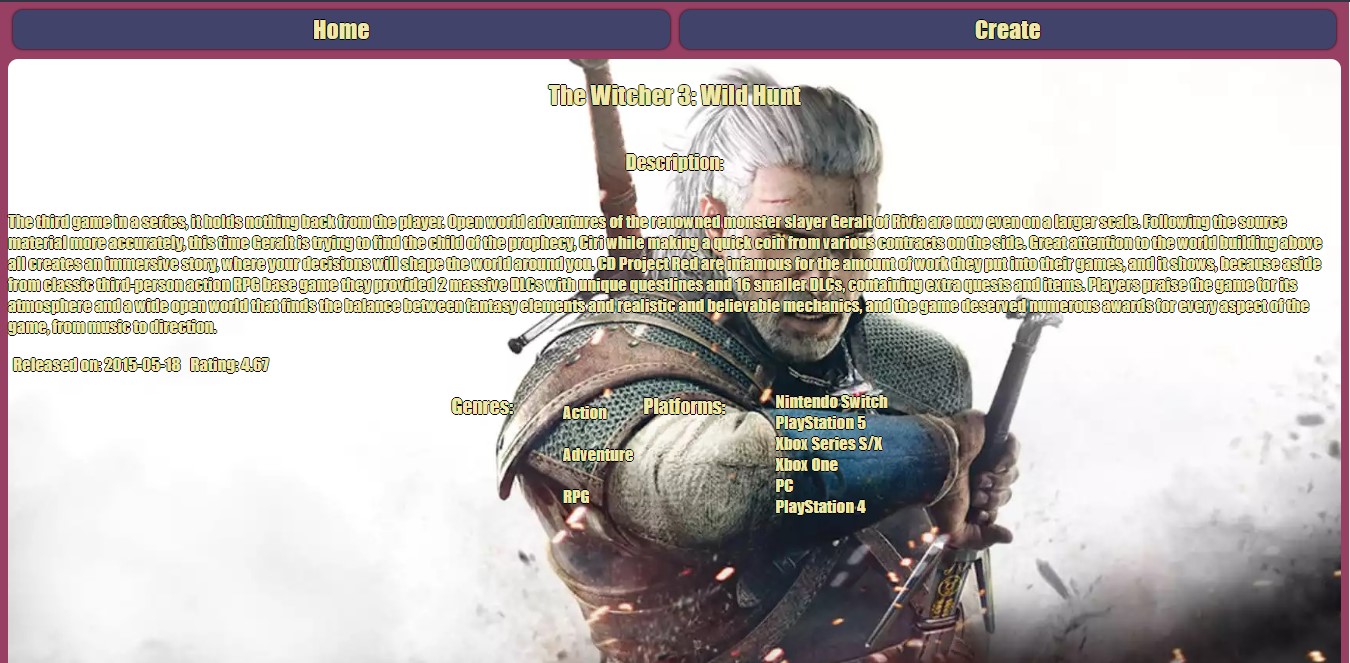 Home
Create
The Witcher 3: Wild Hunt
Description:
The third game in a series, it holds nothing back from the player. Open world adventures of the renowned monster slayer Geralt of Rivia are now even on a larger scale. Following the source
material more accurately, this time Geralt is trying to find the child of the prophecy, Ciri while making a quick coin from various contracts on the side. Great attention to the world building above
all creates an immersive story, where your decisions will shape the world around you. CD Project Red are infamous for the amount of work they put into their games, and it shows, because aside
from classic third-person action RPG base game they provided 2 massive DLCs with unique questlines and 16 smaller DLCs, containing extra quests and items. Players praise the game for its
atmosphere and a wide open world that finds the balance between fantasy elements and realistic and believable mechanics, and the game deserved numerous awards for every aspect of the
game, from music to direction.
Released on: 2015-05-18 Rating: 4.67
Genres:
Action
Adventure
RPG
Platforms:
Nintendo Switch
PlayStation 5
Xbox Series S/X
Xbox One
PC
PlayStation 4